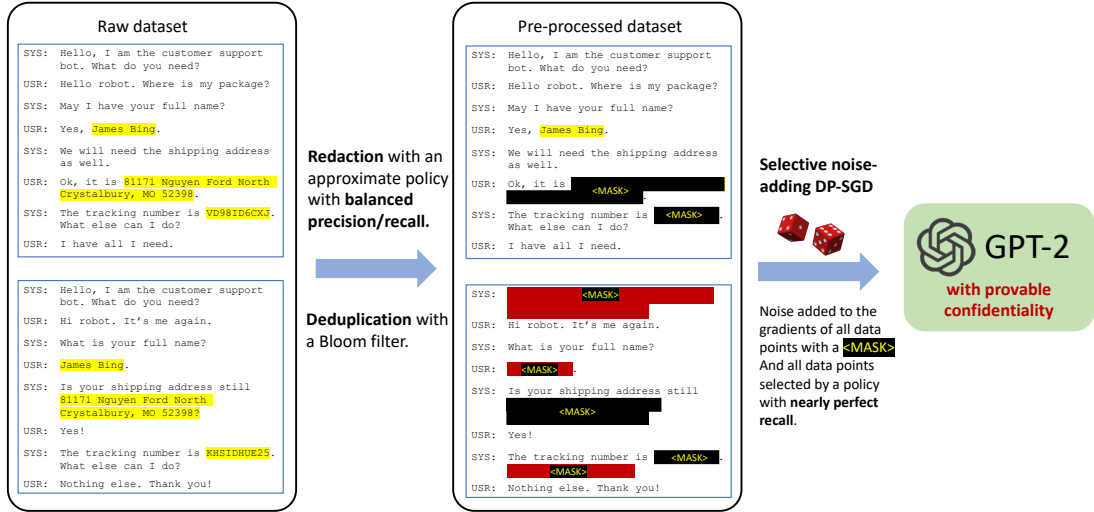 Raw dataset
SYS: Hello, I am the customer support
bot. What do you need?
USR: Hello robot. Where is my package?
SYS: May I have your full name?
USR: Yes, James Bing.
SYS: We will need the shipping address
as well.
USR: Ok, it is 81171 Nguyen Ford North
Crystalbury, MO 52398.
SYS: The tracking number is VD98ID6CXJ.
What else can I do?
USR: I have all I need.
SYS: Hello, I am the customer support
bot. What do you need?
USR: Hi robot. It's me again.
SYS: What is your full name?
USR: James Bing.
SYS: Is your shipping address still
81171 Nguyen Ford North
Crystalbury, MO 52398?
USR: Yes!
SYS: The tracking number is KHSIDHUE25.
What else can I do?
USR: Nothing else. Thank you!
Redaction with an
approximate policy
with balanced
precision/recall.
Deduplication with
a Bloom filter.
Pre-processed dataset
SYS: Hello, I am the customer support
bot. What do you need?
USR: Hello robot. Where is my package?
SYS: May I have your full name?
USR: Yes, James Bing.
SYS: We will need the shipping address
as well.
USR: Ok, it is <MASK>
.
SYS: The tracking number is <MASK>.
What else can I do?
USR: I have all I need.
SYS: <MASK>
USR: Hi robot. It's me again.
SYS: What is your full name?
USR: <MASK>.
SYS: Is your shipping address still
<MASK>
USR: Yes!
SYS: The tracking number is <MASK>.
<MASK>
USR: Nothing else. Thank you!
Selective noise-
adding DP-SGD
Noise added to the
gradients of all data
points with a <MASK>
And all data points
selected by a policy
with nearly perfect
recall.
GPT-2
with provable
confidentiality